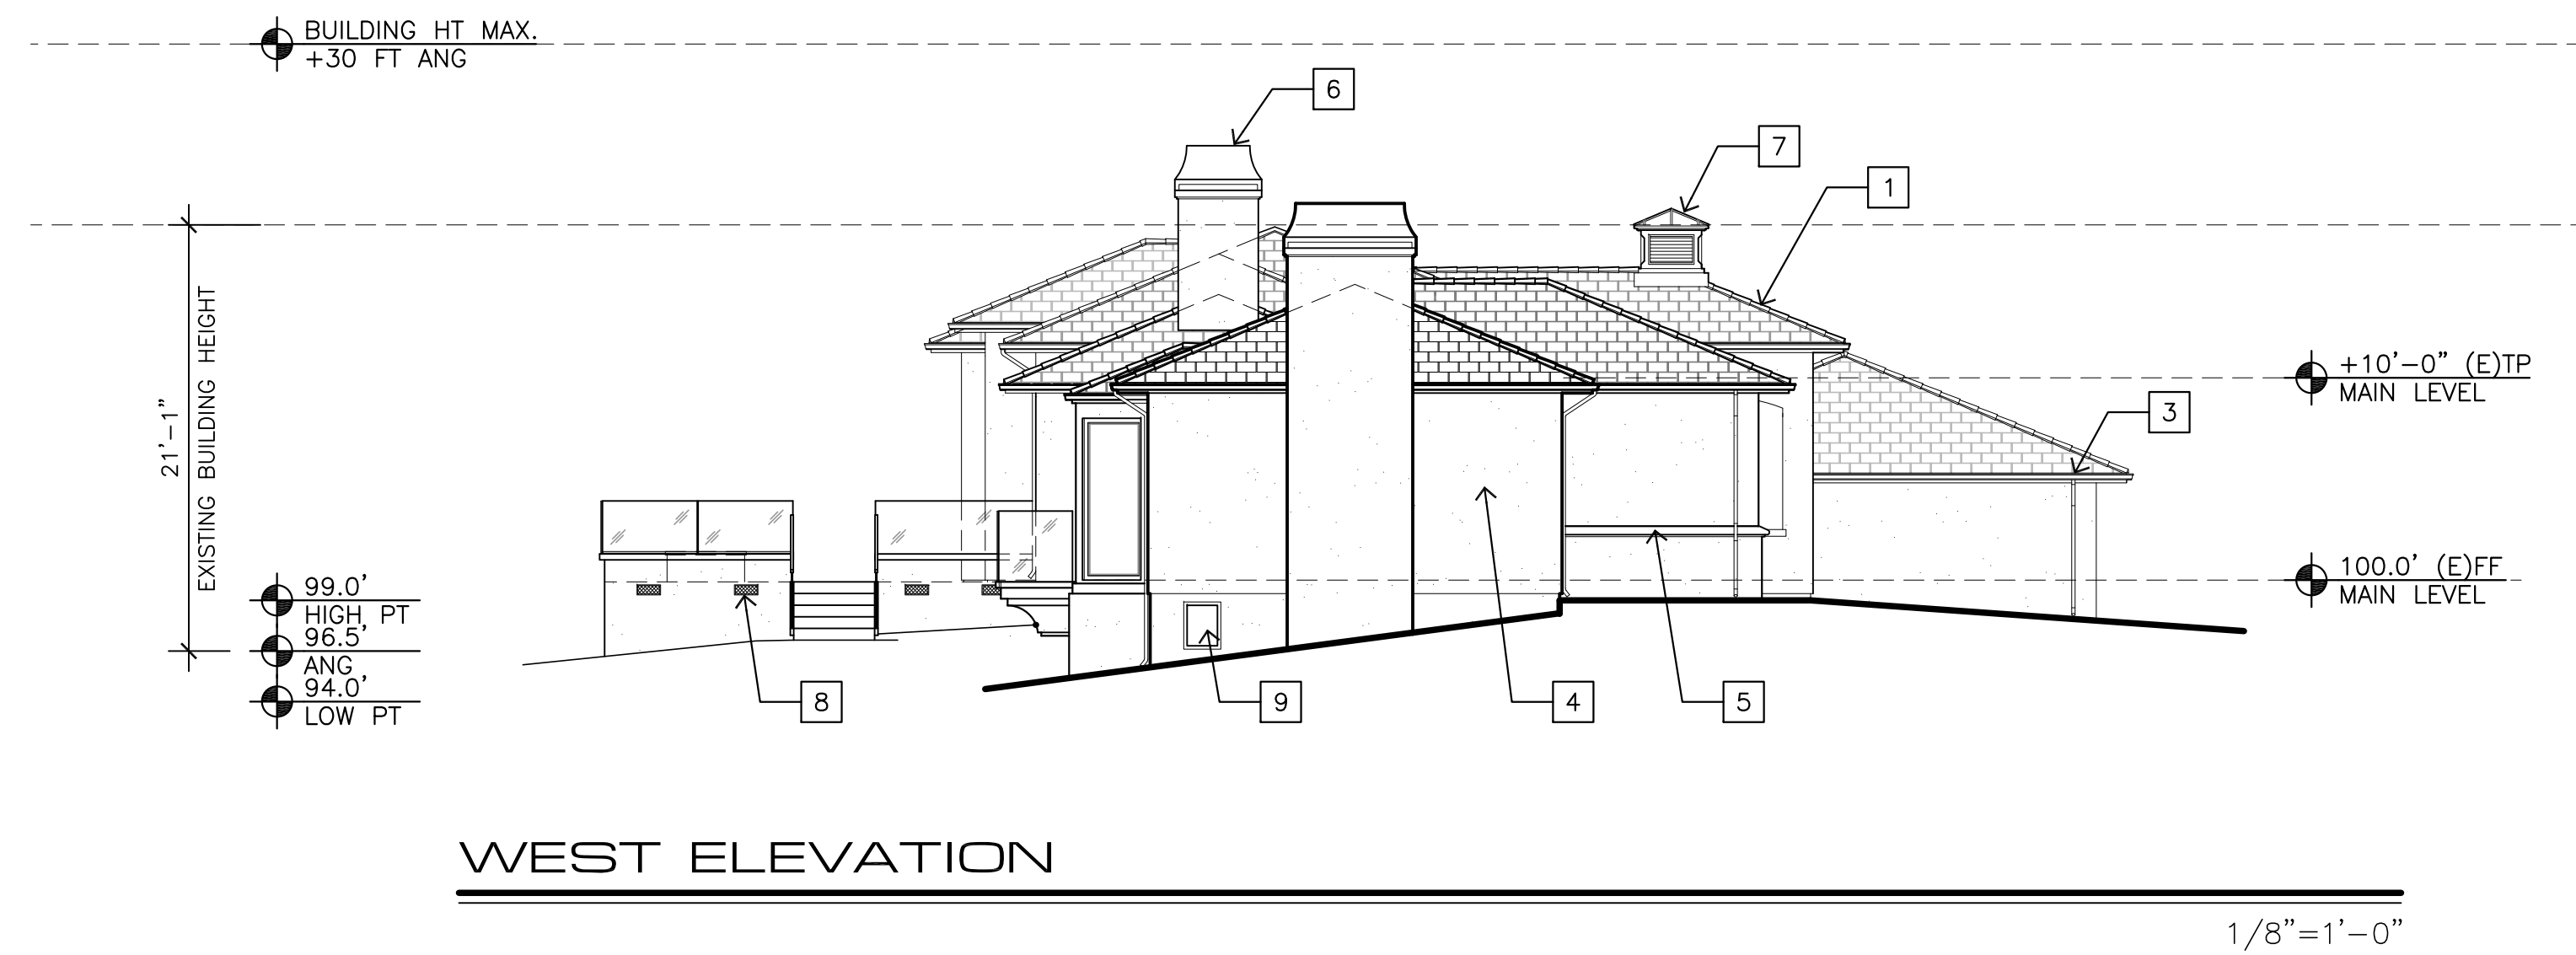 BUILDING HT MAX.
+30 FT ANG
6
7
1
21'-1"
EXISTING BUILDING HEIGHT
+10'-0" (E)TP
MAIN LEVEL
3
99.0'
HIGH PT
96.5'
ANG
94.0'
LOW PT
100.0' (E)FF
MAIN LEVEL
8
9
4
5
WEST ELEVATION
1/8"=1'-0"